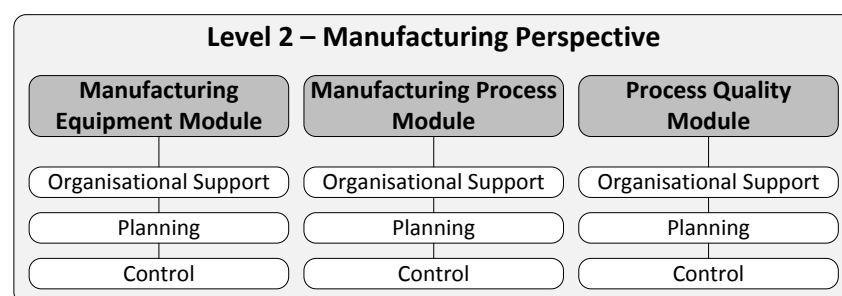 Level 2 – Manufacturing Perspective
Manufacturing
Equipment Module
Manufacturing Process
Module
Process Quality
Module
Organisational Support
Organisational Support
Organisational Support
Planning
Planning
Planning
Control
Control
Control